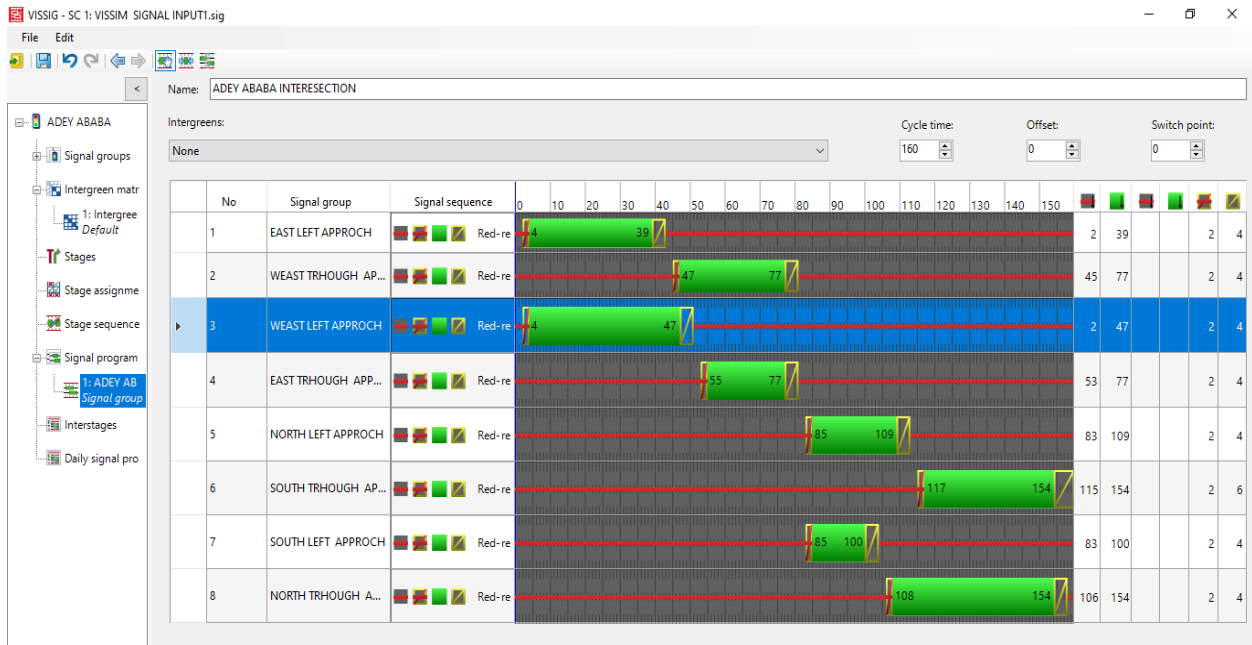 VISSIG - SC 1: VISSIM SIGNAL INPUT1.sig
File Edit
<
Name: ADEY ABABA INTERESECTION
ADEY ABABA
Signal groups
Intergreen matr
1: Intergree
Default
Stages
Stage assignme
Stage sequence
Signal program
1: ADEY AB
Signal group
Interstages
Daily signal pro
Intergreens: Cycle time: Offset: Switch point:
None 160 0 0
No Signal group Signal sequence 0 10 20 30 40 50 60 70 80 90 100 110 120 130 140 150
1 EAST LEFT APPROCH Red-re 4 39 2 39 2 4
2 WEAST TRHOUGH AP... Red-re 47 77 45 77 2 4
3 WEAST LEFT APPROCH Red-re 4 47 2 47 2 4
4 EAST TRHOUGH APP... Red-re 55 77 53 77 2 4
5 NORTH LEFT APPROCH Red-re 85 109 83 109 2 4
6 SOUTH TRHOUGH AP... Red-re 117 154 115 154 2 6
7 SOUTH LEFT APPROCH Red-re 85 100 83 100 2 4
8 NORTH TRHOUGH A... Red-re 108 154 106 154 2 4